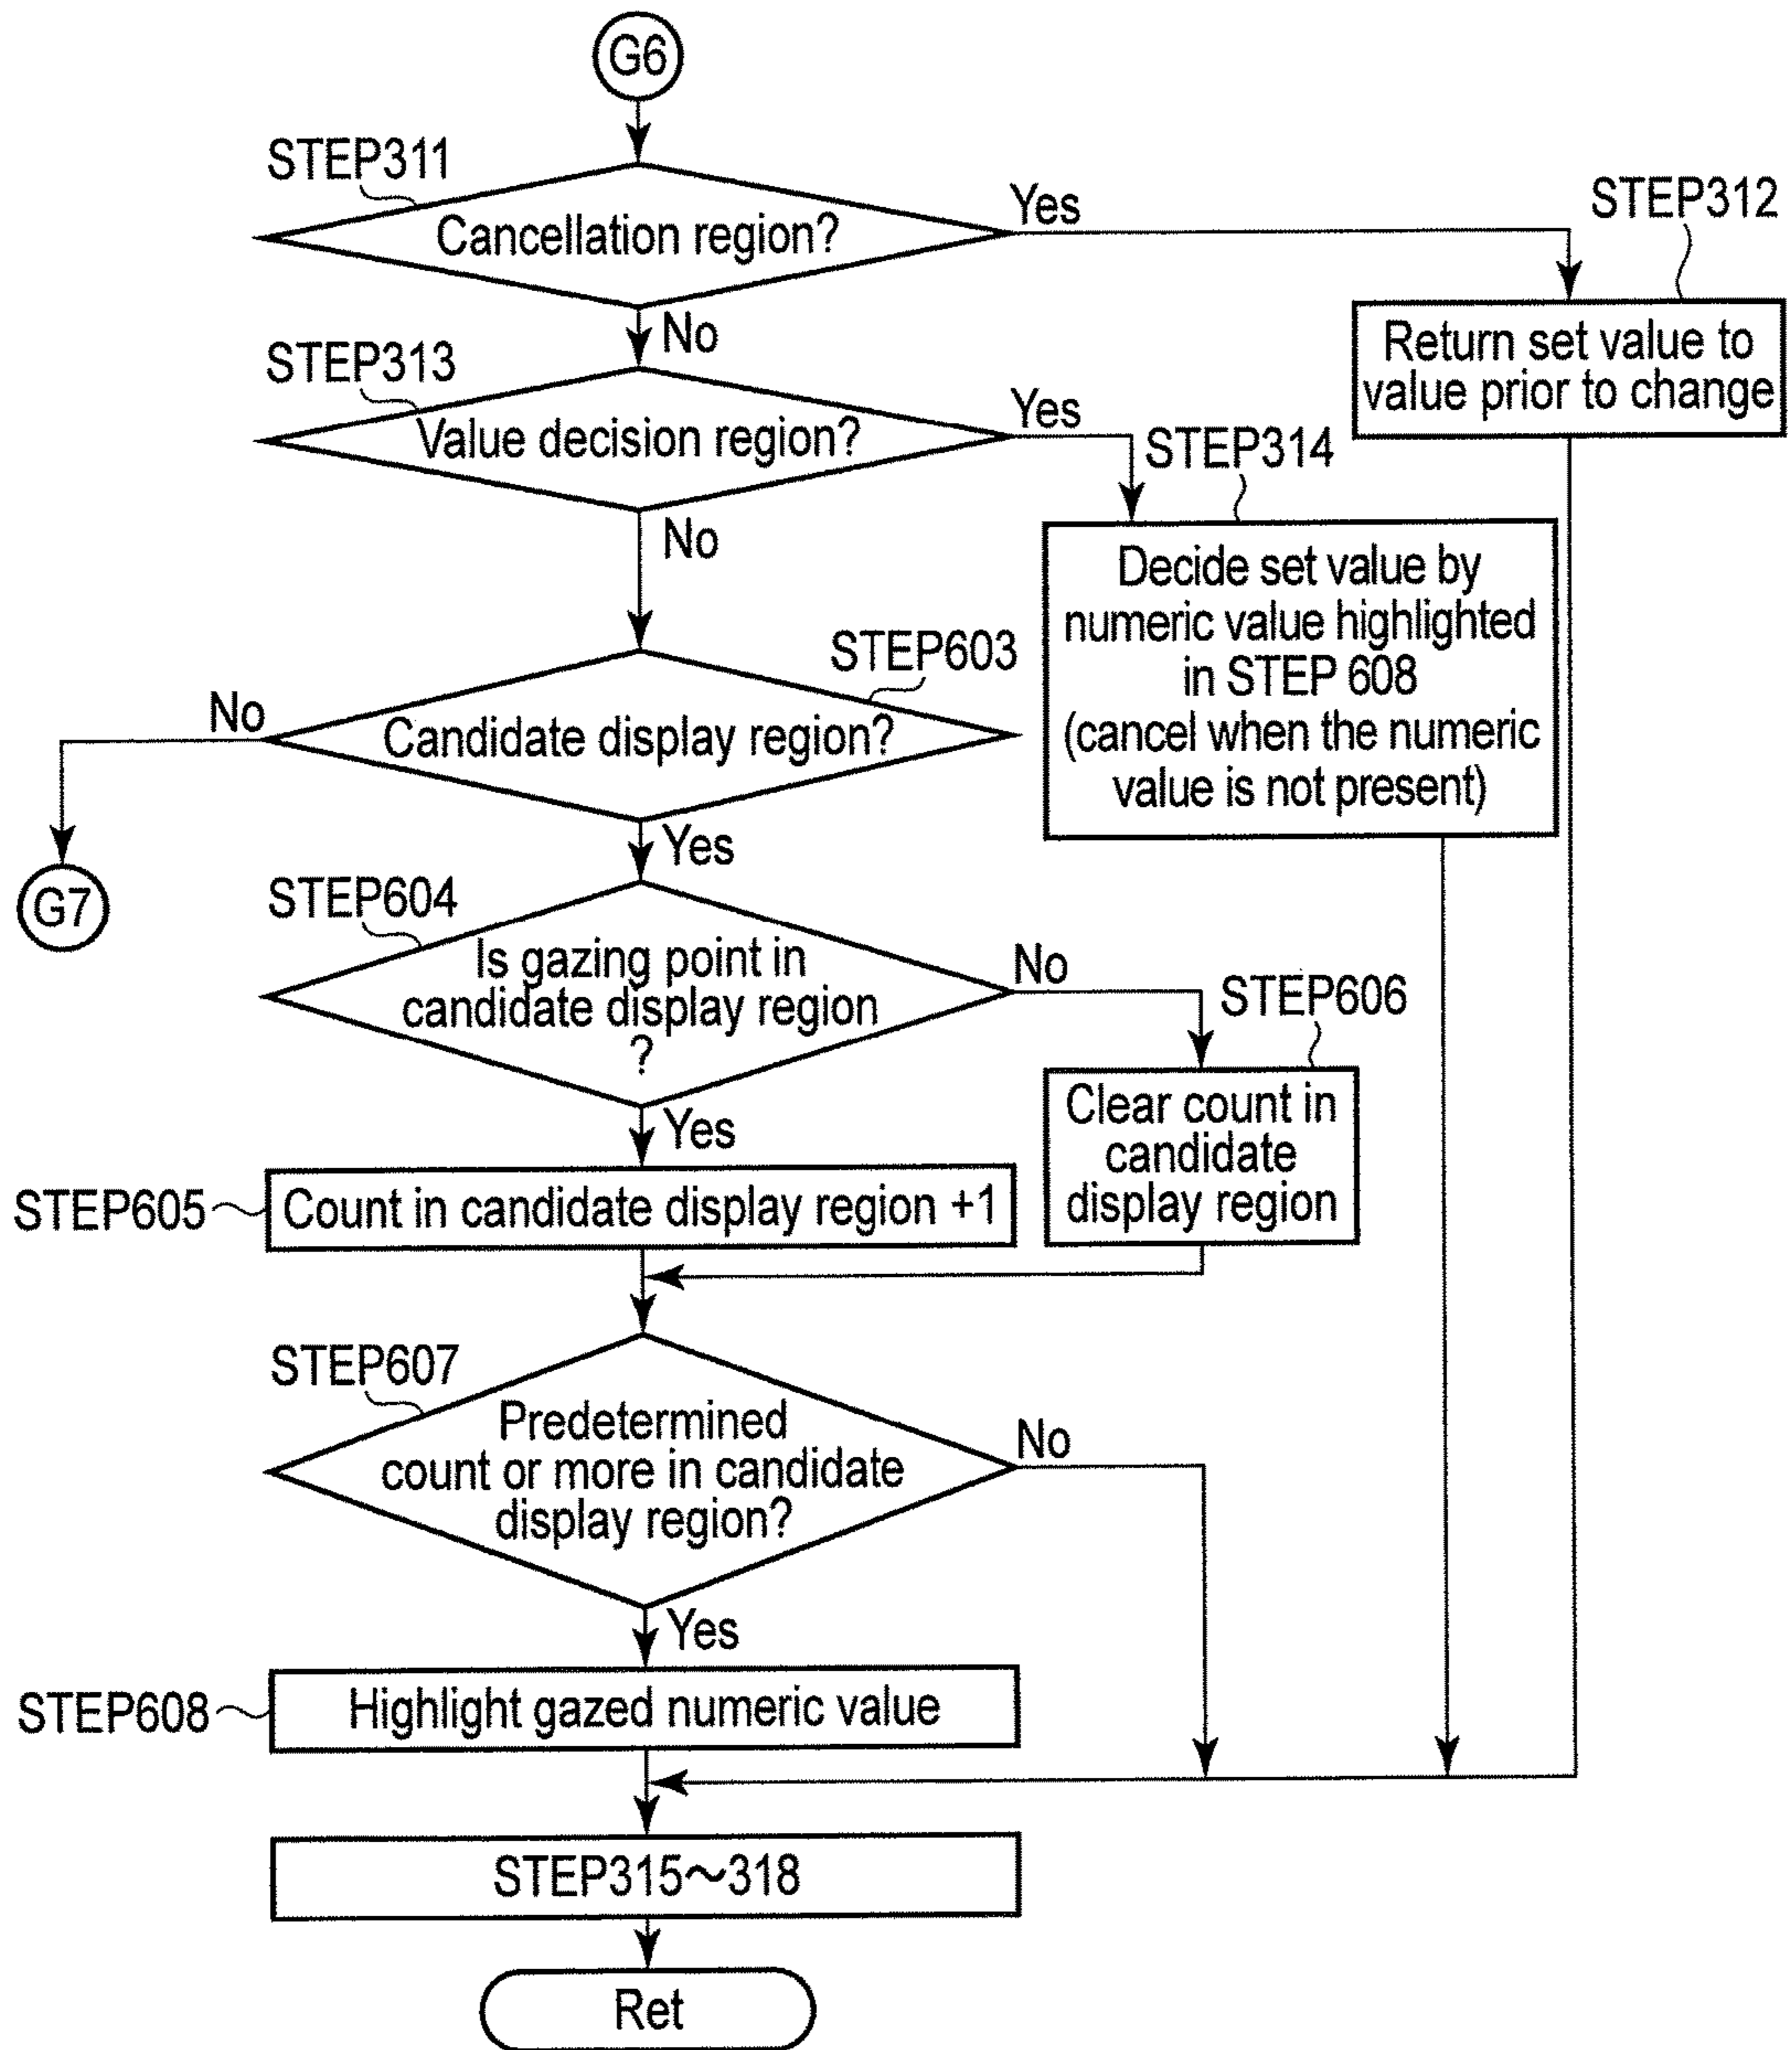 G6
STEP311
Cancellation region?
Yes
STEP312
Return set value to
value prior to change
No
STEP313
Value decision region?
Yes
STEP314
Decide set value by
numeric value highlighted
in STEP 608
(cancel when the numeric
value is not present)
No
STEP603
Candidate display region?
No
G7
Yes
STEP604
Is gazing point in
candidate display region
?
No
STEP606
Clear count in
candidate
display region
Yes
STEP605
Count in candidate display region +1
STEP607
Predetermined
count or more in candidate
display region?
No
Yes
STEP608
Highlight gazed numeric value
STEP315～318
Ret